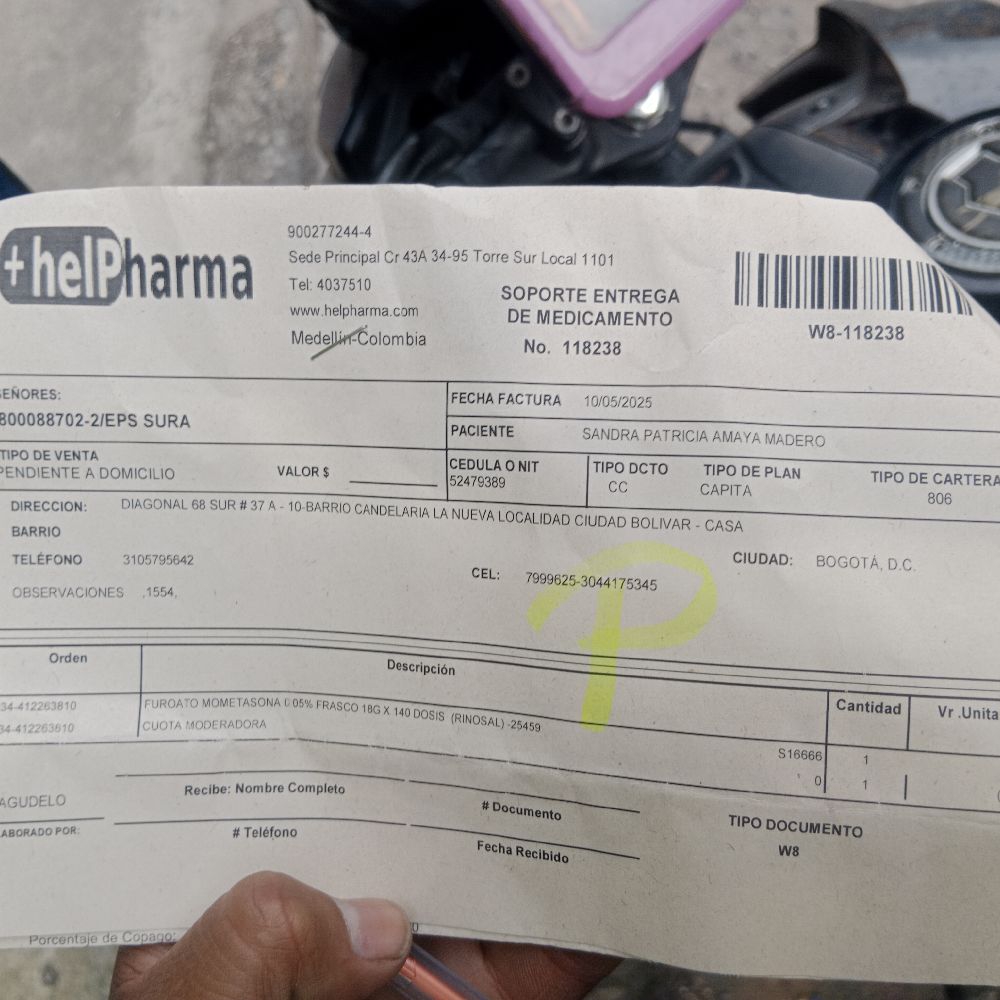 +helPharma
900277244-4
Sede Principal Cr 43A 34-95 Torre Sur Local 1101
Tel: 4037510
www.helpharma.com
Medellín-Colombia
SOPORTE ENTREGA
DE MEDICAMENTO
No. 118238
W8-118238
EÑORES:
800088702-2/EPS SURA
FECHA FACTURA 10/05/2025
PACIENTE SANDRA PATRICIA AMAYA MADERO
TIPO DE VENTA
PENDIENTE A DOMICILIO
VALOR $
CEDULA O NIT
52479389
TIPO DCTO
CC
TIPO DE PLAN
CAPITA
TIPO DE CARTERA
806
DIRECCION: DIAGONAL 68 SUR # 37 A - 10-BARRIO CANDELARIA LA NUEVA LOCALIDAD CIUDAD BOLIVAR - CASA
BARRIO
TELÉFONO 3105795642
CEL: 7999625-3044175345
CIUDAD: BOGOTÁ, D.C.
OBSERVACIONES ,1554,
P
Orden Descripción Cantidad Vr .Unita
34-412263810 FUROATO MOMETASONA 0.05% FRASCO 18G X 140 DOSIS (RINOSAL) -25459 S16666 1
34-412263810 CUOTA MODERADORA 0 1
AGUDELO
ABORADO POR:
Recibe: Nombre Completo
# Documento
# Teléfono
Fecha Recibido
TIPO DOCUMENTO
W8
Porcentaje de Copago: 0